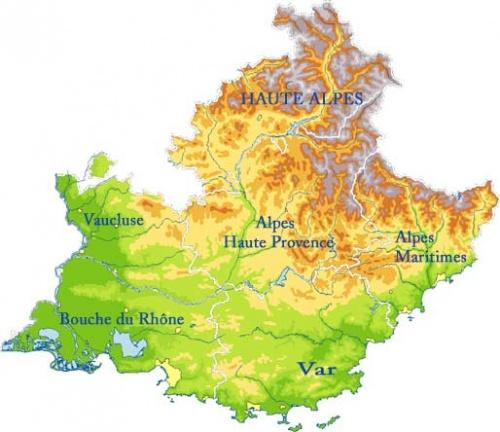 HAUTE ALPES
Vaucluse
Alpes
Haute Provence
Alpes
Maritimes
Bouche du Rhône
Var